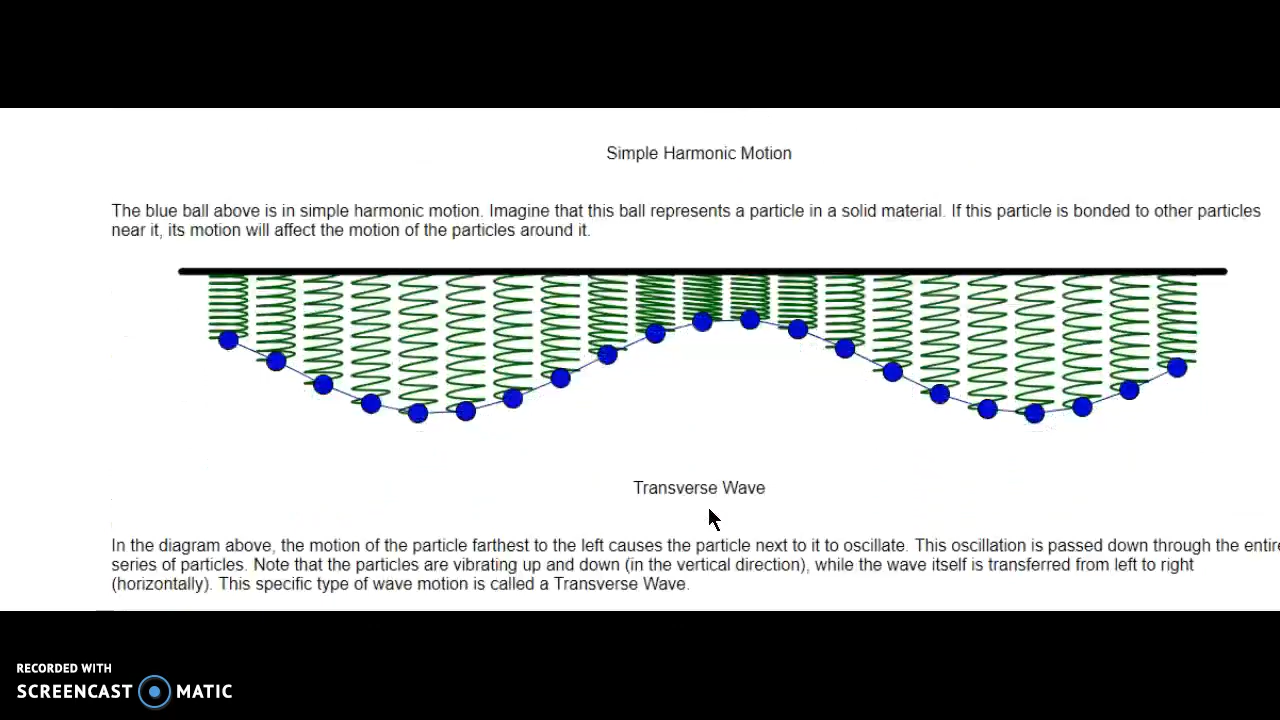 Simple Harmonic Motion
The blue ball above is in simple harmonic motion. Imagine that this ball represents a particle in a solid material. If this particle is bonded to other particles
near it, its motion will affect the motion of the particles around it.
Transverse Wave
In the diagram above, the motion of the particle farthest to the left causes the particle next to it to oscillate. This oscillation is passed down through the entire
series of particles. Note that the particles are vibrating up and down (in the vertical direction), while the wave itself is transferred from left to right
(horizontally). This specific type of wave motion is called a Transverse Wave.
RECORDED WITH
SCREENCAST MATIC